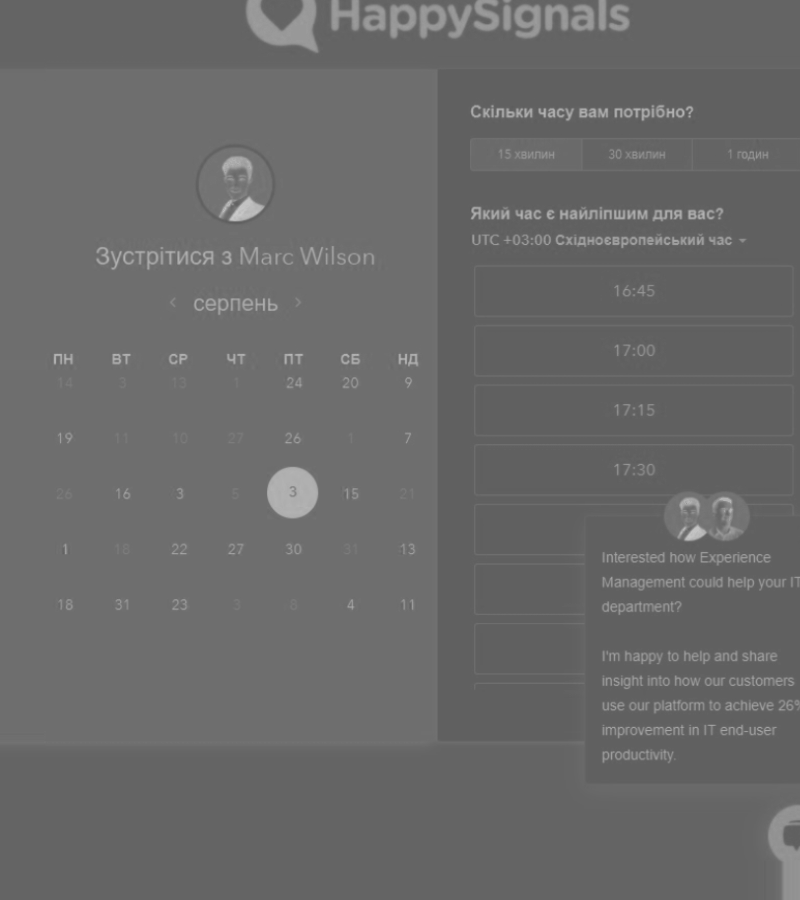 HappySignals
Зустрітися з Marc Wilson
серпень
ПН ВТ СР ЧТ ПТ СБ НД
14 3 13 1 24 20 9
19 11 10 27 26 1 7
26 16 3 5 3 15 21
1 18 22 27 30 31 13
18 31 23 3 6 4 11
Скільки часу вам потрібно?
15 хвилин 30 хвилин 1 годин
Який час є найліпшим для вас?
UTC +03:00 Східноєвропейський час
16:45
17:00
17:15
17:30
Interested how Experience
Management could help your IT
department?
I'm happy to help and share
insight into how our customers
use our platform to achieve 26%
improvement in IT end-user
productivity.